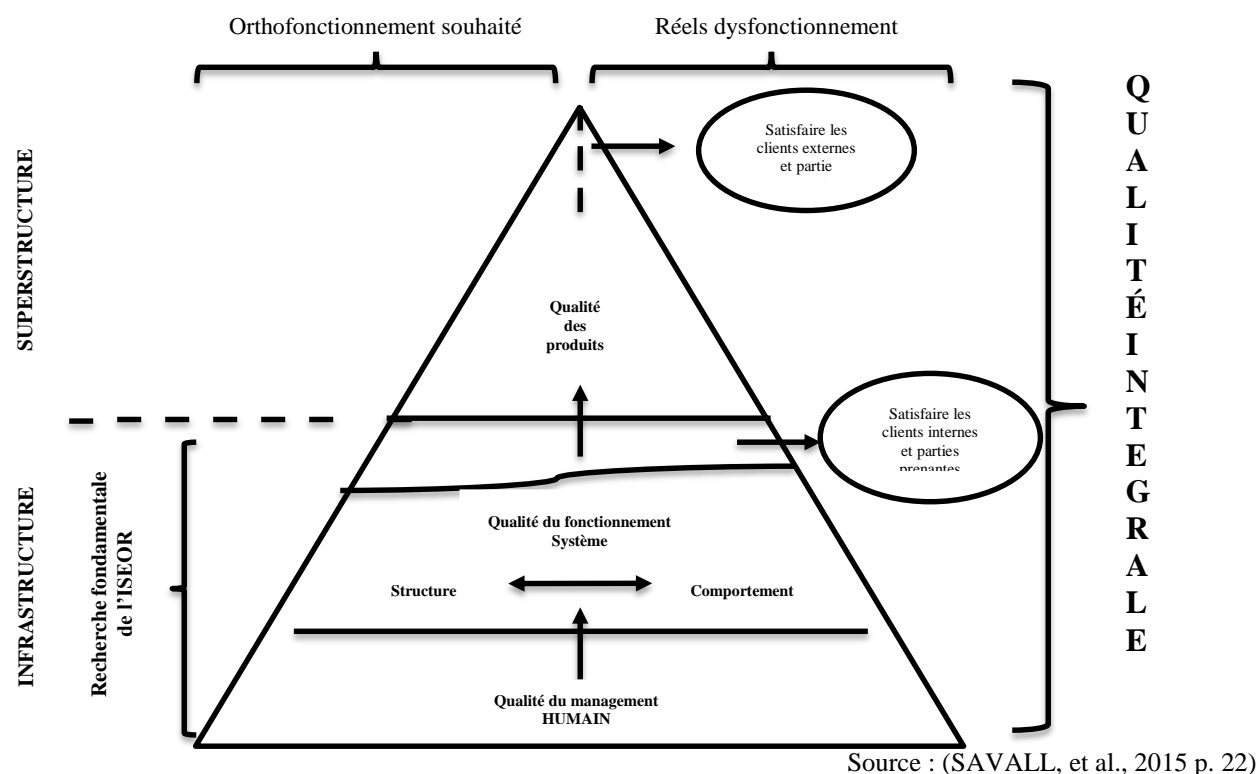 Orthofonctionnement souhaité
Réels dysfonctionnement
SUPERSTRUCTURE
INFRASTRUCTURE
Recherche fondamentale
de l'ISEOR
Satisfaire les
clients externes
et partie
Qualité
des
produits
Satisfaire les
clients internes
et parties
prenantes
Qualité du fonctionnement
Système
Structure
Comportement
Qualité du management
HUMAIN
QUALITÉINTEGRALE
Source : (SAVALL, et al., 2015 p. 22)